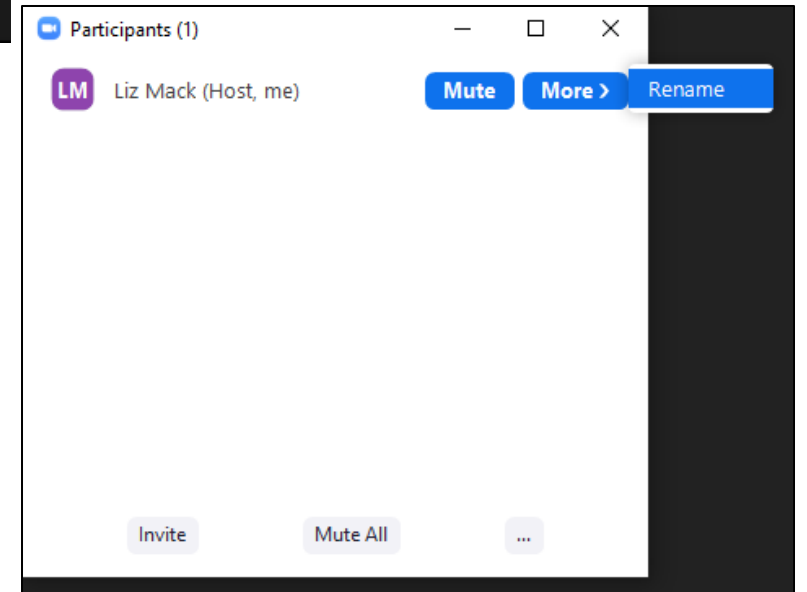 Participants (1)
LM Liz Mack (Host, me) Mute More > Rename
Invite Mute All ...